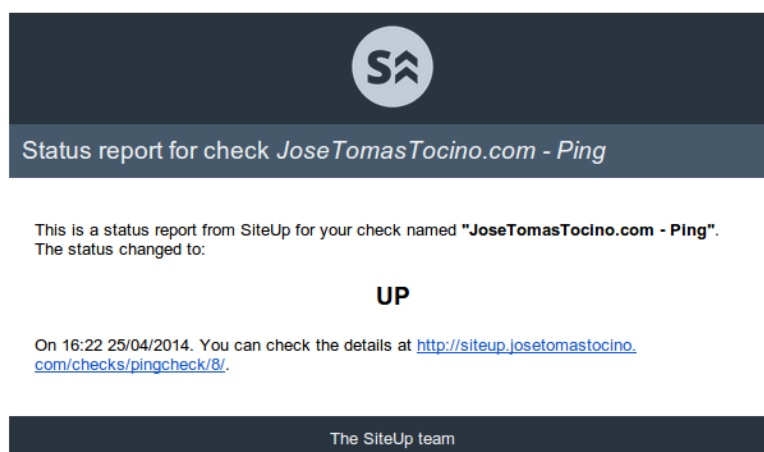 S
Status report for check JoseTomasTocino.com - Ping
This is a status report from SiteUp for your check named "JoseTomasTocino.com - Ping".
The status changed to:
UP
On 16:22 25/04/2014. You can check the details at http://siteup.josetomastocino.
com/checks/pingcheck/8/.
The SiteUp team